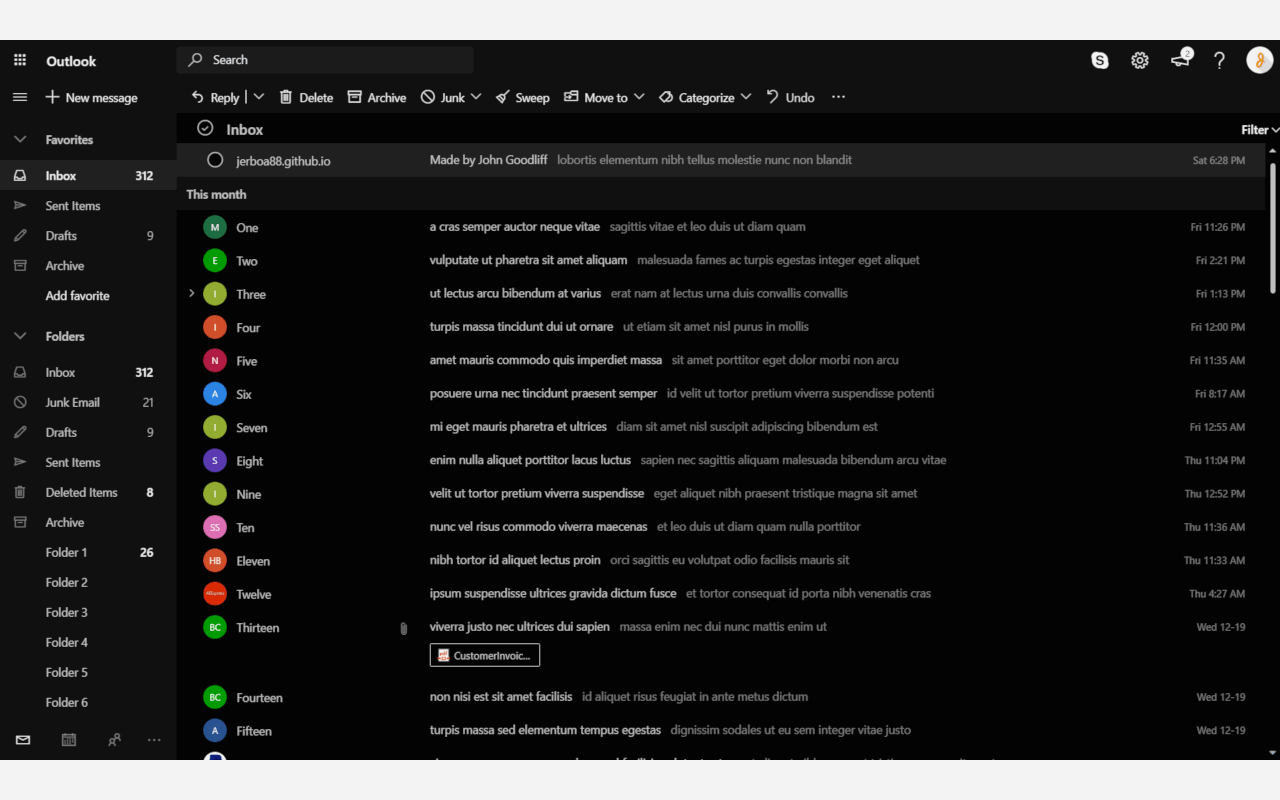 Outlook
Search
2
New message
Reply
Delete
Archive
Junk
Sweep
Move to
Categorize
Undo
Favorites
Inbox 312
Sent Items
Drafts 9
Archive
Add favorite
Folders
Inbox 312
Junk Email 21
Drafts 9
Sent Items
Deleted Items 8
Archive
Folder 1 26
Folder 2
Folder 3
Folder 4
Folder 5
Folder 6
Inbox
Filter
jerboa88.github.io Made by John Goodliff lobortis elementum nibh tellus molestie nunc non blandit Sat 6:28 PM
This month
M One a cras semper auctor neque vitae sagittis vitae et leo duis ut diam quam Fri 11:26 PM
E Two vulputate ut pharetra sit amet aliquam malesuada fames ac turpis egestas integer eget aliquet Fri 2:21 PM
I Three ut lectus arcu bibendum at varius erat nam at lectus urna duis convallis convallis Fri 1:13 PM
I Four turpis massa tincidunt dui ut ornare ut etiam sit amet nisl purus in mollis Fri 12:00 PM
N Five amet mauris commodo quis imperdiet massa sit amet porttitor eget dolor morbi non arcu Fri 11:35 AM
A Six posuere urna nec tincidunt praesent semper id velit ut tortor pretium viverra suspendisse potenti Fri 8:17 AM
I Seven mi eget mauris pharetra et ultrices diam sit amet nisl suscipit adipiscing bibendum est Fri 12:55 AM
S Eight enim nulla aliquet porttitor lacus luctus sapien nec sagittis aliquam malesuada bibendum arcu vitae Thu 11:04 PM
I Nine velit ut tortor pretium viverra suspendisse eget aliquet nibh praesent tristique magna sit amet Thu 12:52 PM
SS Ten nunc vel risus commodo viverra maecenas et leo duis ut diam quam nulla porttitor Thu 11:36 AM
HB Eleven nibh tortor id aliquet lectus proin orci sagittis eu volutpat odio facilisis mauris sit Thu 11:33 AM
Twelve ipsum suspendisse ultrices gravida dictum fusce et tortor consequat id porta nibh venenatis cras Thu 4:27 AM
BC Thirteen viverra justo nec ultrices dui sapien massa enim nec dui nunc mattis enim ut Wed 12-19
CustomerInvoic...
BC Fourteen non nisi est sit amet facilisis id aliquet risus feugiat in ante metus dictum Wed 12-19
A Fifteen turpis massa sed elementum tempus egestas dignissim sodales ut eu sem integer vitae justo Wed 12-19